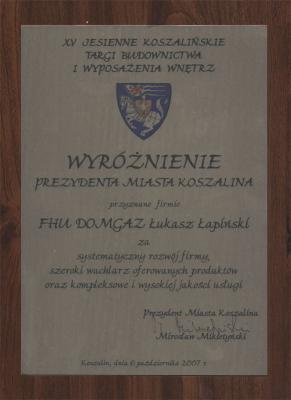 XV JESIENNE KOSZALIŃSKIE
TARGI BUDOWNICTWA
I WYPOSAŻENIA WNĘTRZ
WYRÓŻNIENIE
PREZYDENTA MIASTA KOSZALINA
przyznane firmie
FHU DOMGAZ Łukasz Łapiński
za
systematyczny rozwój firmy,
szeroki wachlarz oferowanych produktów
oraz kompleksowe i wysokiej jakości usługi
Prezydent Miasta Koszalina
Mirosław Mikietyński
Koszalin, dnia 6 października 2007 r.